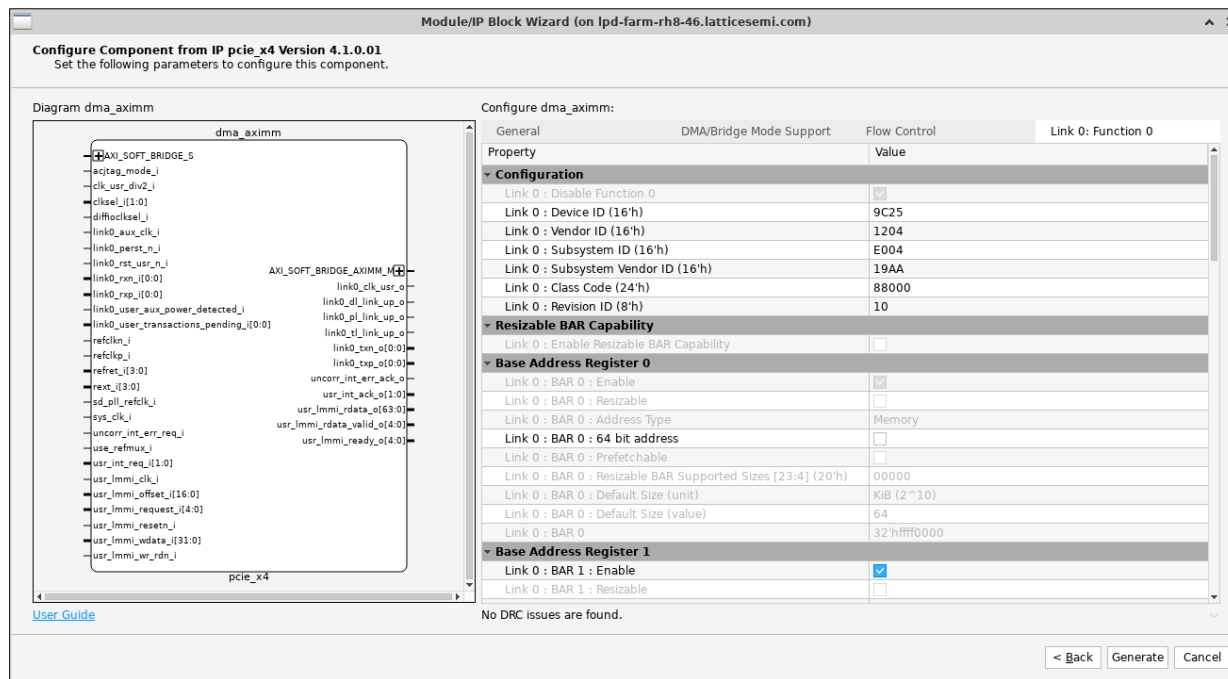 Module/IP Block Wizard (on lpd-farm-rh8-46.latticesemi.com)
Configure Component from IP pcie_x4 Version 4.1.0.01
Set the following parameters to configure this component.
Diagram dma_aximm
dma_aximm
AXI_SOFT_BRIDGE_S
acjtag_mode_i
clk_usr_div2_i
clksel_i[1:0]
diffioclksel_i
link0_aux_clk_i
link0_perst_n_i
link0_rst_usr_n_i
link0_rxn_i[0:0]
link0_rxp_i[0:0]
link0_user_aux_power_detected_i
link0_user_transactions_pending_i[0:0]
refclkn_i
refclkp_i
refret_i[3:0]
rext_i[3:0]
sd_pll_refclk_i
sys_clk_i
uncorr_int_err_req_i
use_refmux_i
usr_int_req_i[1:0]
usr_lmmi_clk_i
usr_lmmi_offset_i[16:0]
usr_lmmi_request_i[4:0]
usr_lmmi_resetn_i
usr_lmmi_wdata_i[31:0]
usr_lmmi_wr_rdn_i
AXI_SOFT_BRIDGE_AXIMM_M
link0_clk_usr_o
link0_dl_link_up_o
link0_pl_link_up_o
link0_tl_link_up_o
link0_txn_o[0:0]
link0_txp_o[0:0]
uncorr_int_err_ack_o
usr_int_ack_o[1:0]
usr_lmmi_rdata_o[63:0]
usr_lmmi_rdata_valid_o[4:0]
usr_lmmi_ready_o[4:0]
pcie_x4
User Guide
Configure dma_aximm:
General DMA/Bridge Mode Support Flow Control Link 0: Function 0
Property Value
Configuration
Link 0 : Disable Function 0
Link 0 : Device ID (16'h) 9C25
Link 0 : Vendor ID (16'h) 1204
Link 0 : Subsystem ID (16'h) E004
Link 0 : Subsystem Vendor ID (16'h) 19AA
Link 0 : Class Code (24'h) 88000
Link 0 : Revision ID (8'h) 10
Resizable BAR Capability
Link 0 : Enable Resizable BAR Capability
Base Address Register 0
Link 0 : BAR 0 : Enable
Link 0 : BAR 0 : Resizable
Link 0 : BAR 0 : Address Type Memory
Link 0 : BAR 0 : 64 bit address
Link 0 : BAR 0 : Prefetchable
Link 0 : BAR 0 : Resizable BAR Supported Sizes [23:4] (20'h) 00000
Link 0 : BAR 0 : Default Size (unit) KiB (2^10)
Link 0 : BAR 0 : Default Size (value) 64
Link 0 : BAR 0 32'hffff0000
Base Address Register 1
Link 0 : BAR 1 : Enable
Link 0 : BAR 1 : Resizable
No DRC issues are found.
< Back Generate Cancel